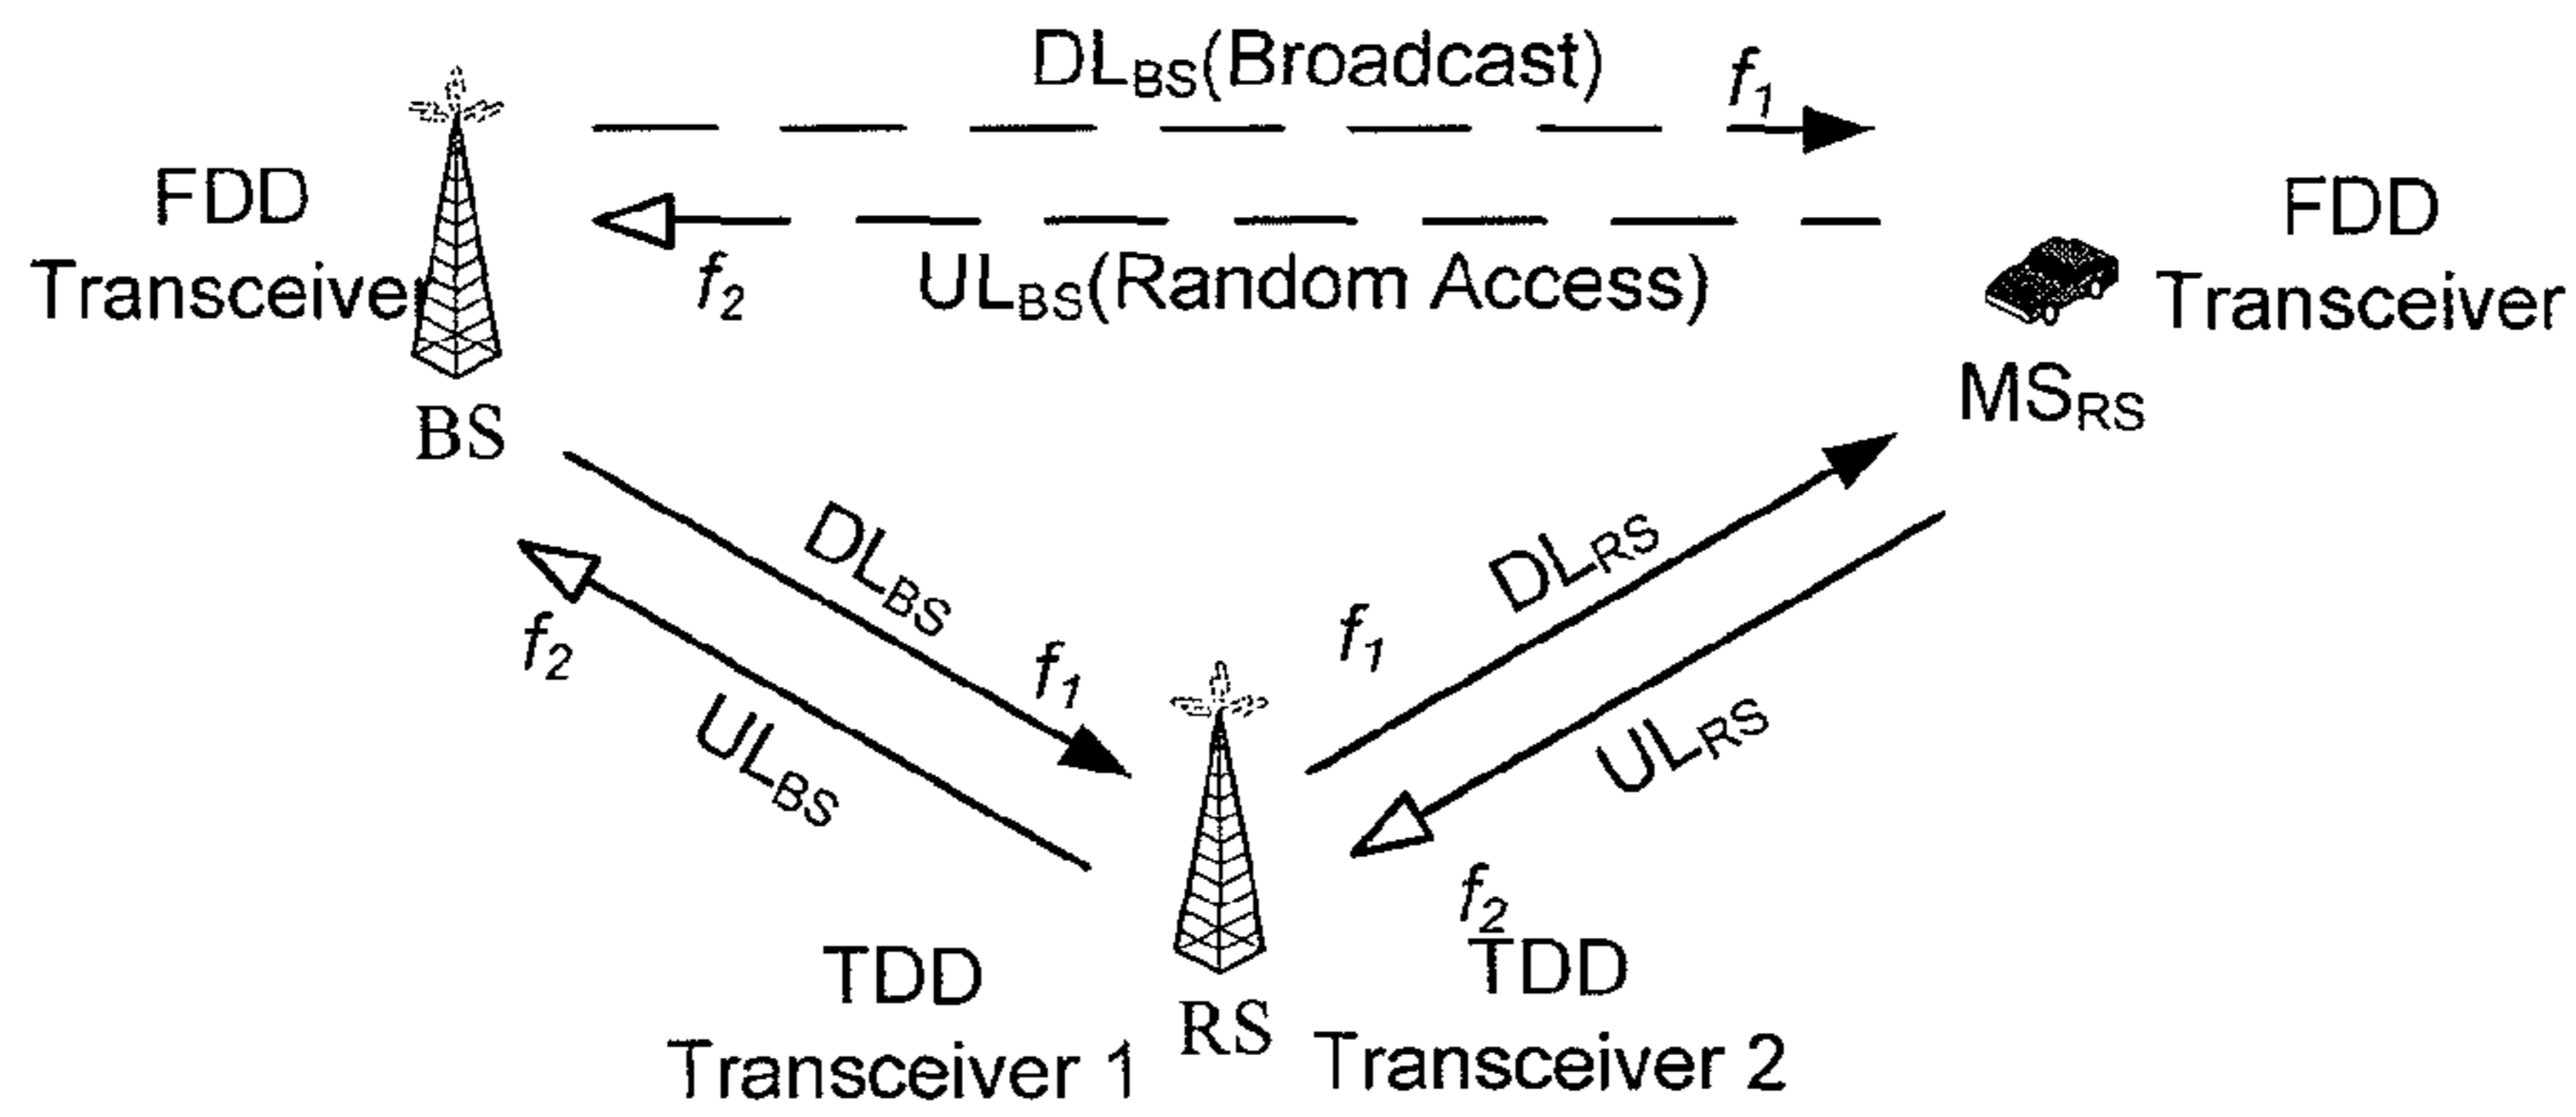 DLBS(Broadcast)
f1
FDD
Transceiver
f2
ULBS(Random Access)
FDD
Transceiver
BS
MSRS
DLBS
f1
f2
ULBS
DLRS
f1
ULRS
f2
TDD
Transceiver 1
RS
TDD
Transceiver 2